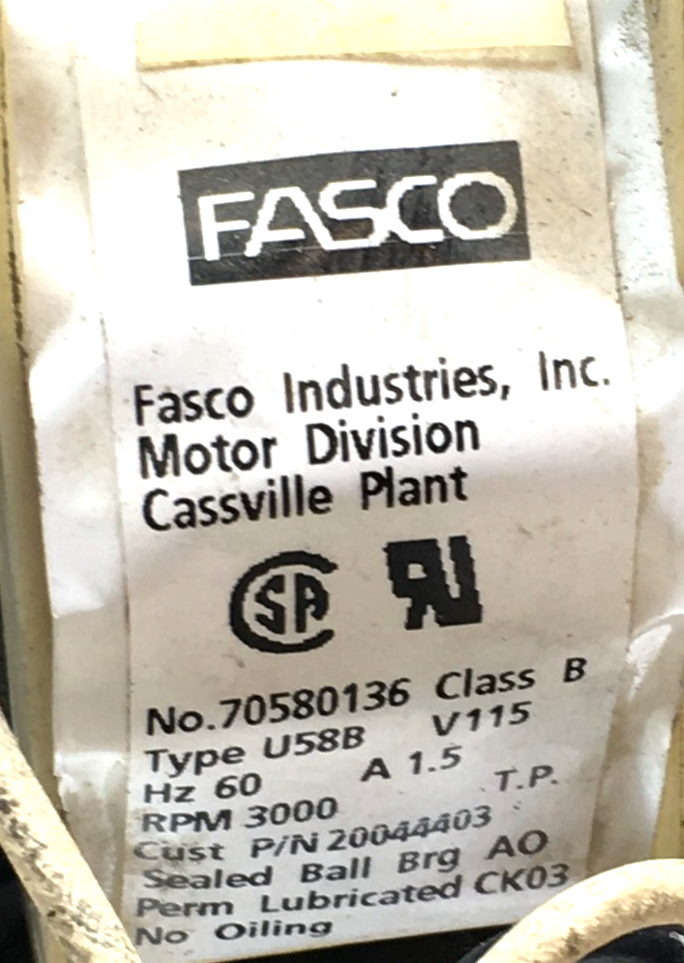 FASCO
Fasco Industries, Inc.
Motor Division
Cassville Plant
No.70580136 Class B
Type U58B V115
Hz 60 A 1.5
RPM 3000 T.P.
Cust P/N 20044403
Sealed Ball Brg AO
Perm Lubricated CK03
No Oiling